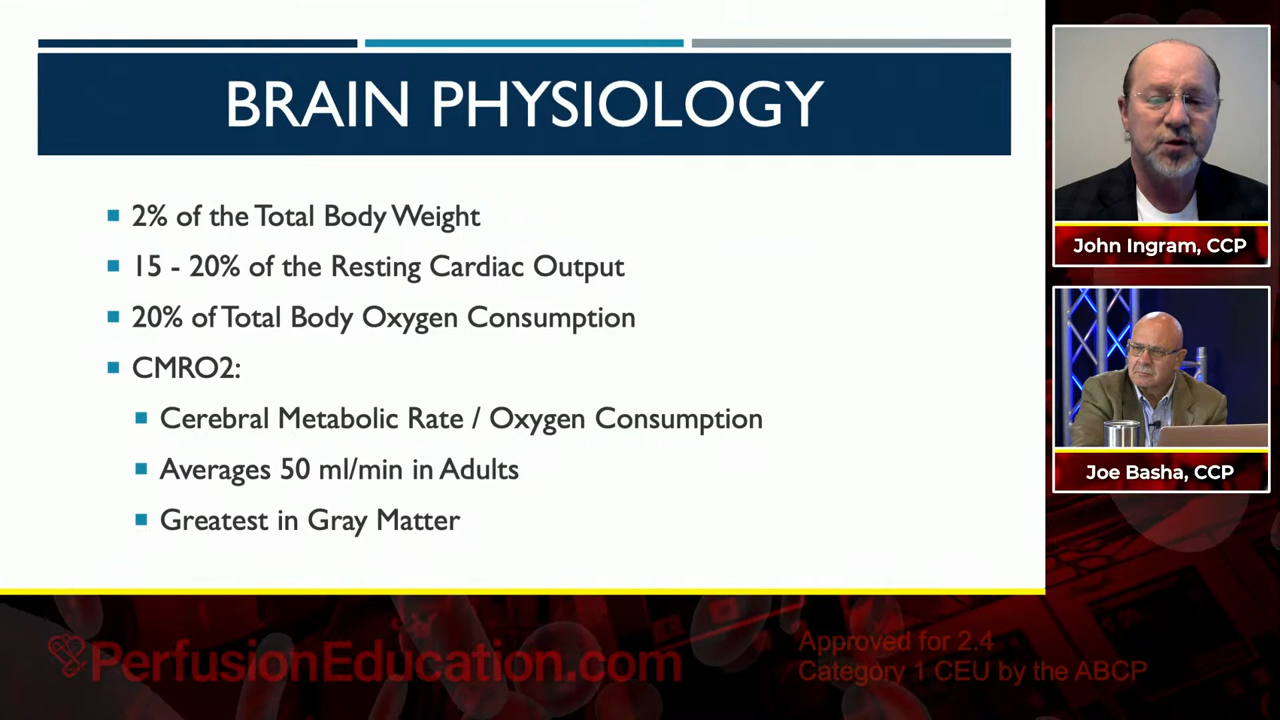 BRAIN PHYSIOLOGY
2% of the Total Body Weight
15 - 20% of the Resting Cardiac Output
20% of Total Body Oxygen Consumption
CMRO2:
Cerebral Metabolic Rate / Oxygen Consumption
Averages 50 ml/min in Adults
Greatest in Gray Matter
John Ingram, CCP
Joe Basha, CCP
PerfusionEducation.com
Approved for 2.4
Category 1 CEU by the ABCP